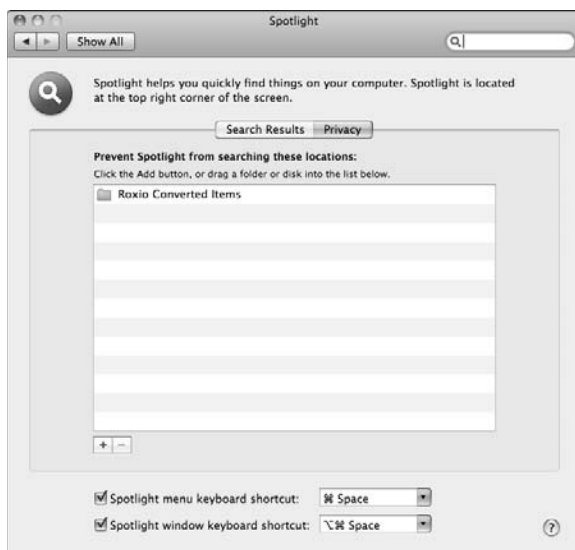 Spotlight
Show All
Spotlight helps you quickly find things on your computer. Spotlight is located
at the top right corner of the screen.
Search Results Privacy
Prevent Spotlight from searching these locations:
Click the Add button, or drag a folder or disk into the list below.
Roxio Converted Items
+ −
Spotlight menu keyboard shortcut: ⌘ Space
Spotlight window keyboard shortcut: ⌥⌘ Space
?